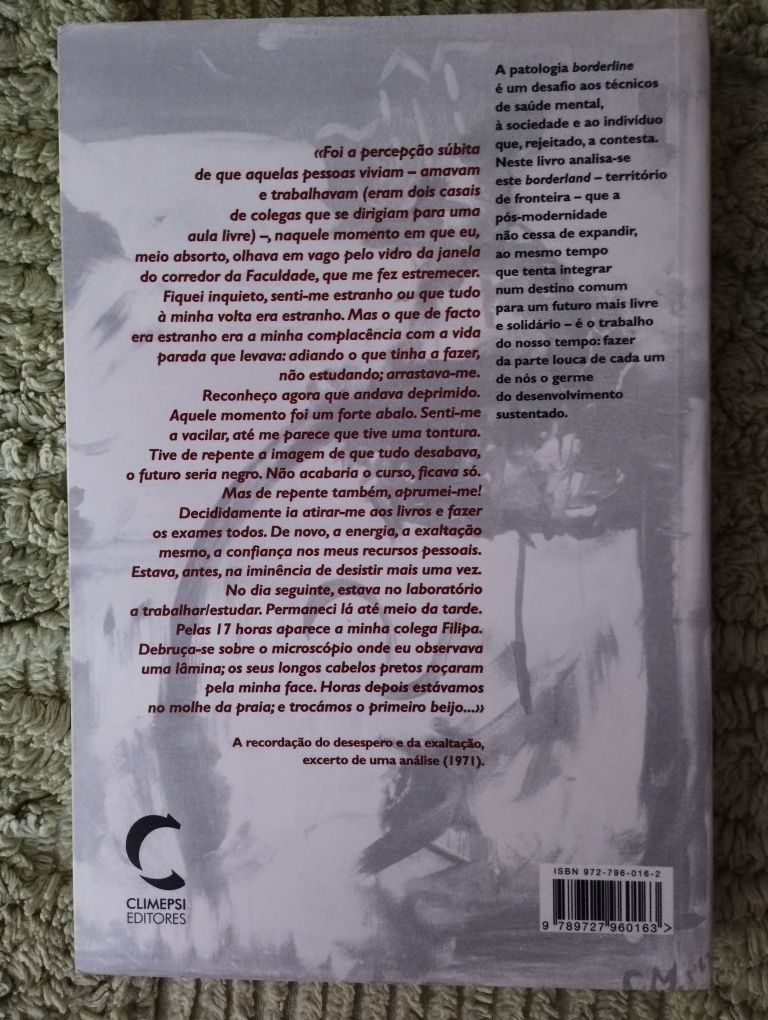 A patologia borderline
é um desafio aos técnicos
de saúde mental,
à sociedade e ao indivíduo
que, rejeitado, a contesta.
Neste livro analisa-se
este borderland – território
de fronteira – que a
pós-modernidade
não cessa de expandir,
ao mesmo tempo
que tenta integrar
num destino comum
para um futuro mais livre
e solidário – é o trabalho
do nosso tempo: fazer
da parte louca de cada um
de nós o germe
do desenvolvimento
sustentado.
«Foi a percepção súbita
de que aquelas pessoas viviam – amavam
e trabalhavam (eram dois casais
de colegas que se dirigiam para uma
aula livre) –, naquele momento em que eu,
meio absorto, olhava em vago pelo vidro da janela
do corredor da Faculdade, que me fez estremecer.
Fiquei inquieto, senti-me estranho ou que tudo
à minha volta era estranho. Mas o que de facto
era estranho era a minha complacência com a vida
parada que levava: adiando o que tinha a fazer,
não estudando; arrastava-me.
Reconheço agora que andava deprimido.
Aquele momento foi um forte abalo. Senti-me
a vacilar, até me parece que tive uma tontura.
Tive de repente a imagem de que tudo desabava,
o futuro seria negro. Não acabaria o curso, ficava só.
Mas de repente também, aprumei-me!
Decididamente ia atirar-me aos livros e fazer
os exames todos. De novo, a energia, a exaltação
mesmo, a confiança nos meus recursos pessoais.
Estava, antes, na iminência de desistir mais uma vez.
No dia seguinte, estava no laboratório
a trabalhar/estudar. Permaneci lá até meio da tarde.
Pelas 17 horas aparece a minha colega Filipa.
Debruça-se sobre o microscópio onde eu observava
uma lâmina; os seus longos cabelos pretos roçaram
pela minha face. Horas depois estávamos
no molhe da praia; e trocámos o primeiro beijo...»
A recordação do desespero e da exaltação,
excerto de uma análise (1971).
CLIMEPSI
EDITORES
ISBN 972-796-016-2
9 789727 960163 >